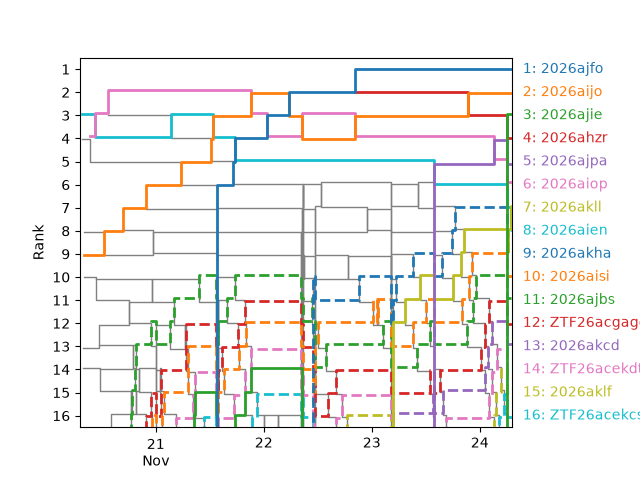 1
2
3
4
5
6
7
8
9
10
11
12
13
14
15
16
Rank
21
22
23
24
Nov
1: 2026ajfo
2: 2026aijo
3: 2026ajie
4: 2026ahzr
5: 2026ajpa
6: 2026aiop
7: 2026akll
8: 2026aien
9: 2026akha
10: 2026aisi
11: 2026ajbs
12: ZTF26acgag
13: 2026akcd
14: ZTF26acekdt
15: 2026aklf
16: ZTF26acekcs